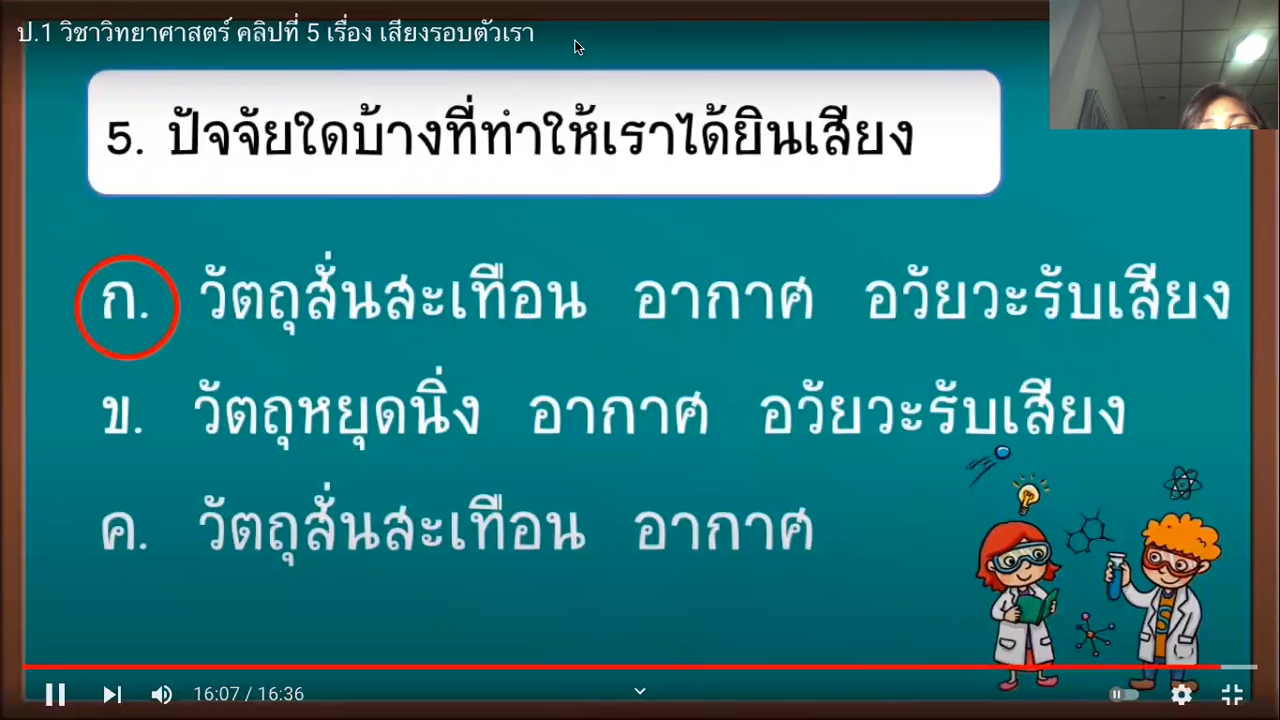 ป.1 วิชาวิทยาศาสตร์ คลิปที่ 5 เรื่อง เสียงรอบตัวเรา
5. ปัจจัยใดบ้างที่ทำให้เราได้ยินเสียง
ก. วัตถุสั่นสะเทือน อากาศ อวัยวะรับเสียง
ข. วัตถุหยุดนิ่ง อากาศ อวัยวะรับเสียง
ค. วัตถุสั่นสะเทือน อากาศ
S
16:07 / 16:36